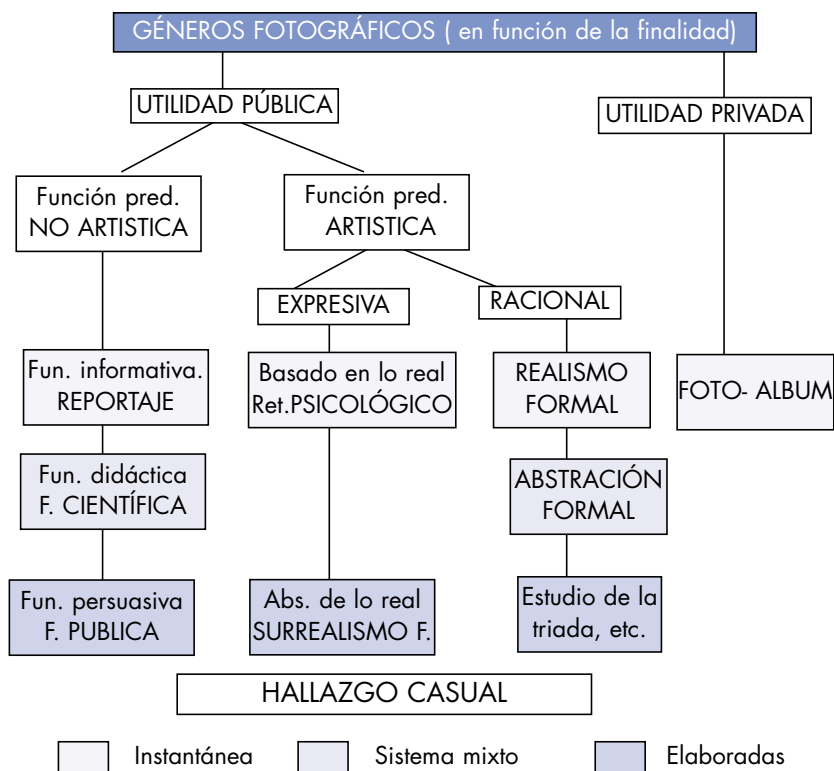 GÉNEROS FOTOGRÁFICOS ( en función de la finalidad)
UTILIDAD PÚBLICA
UTILIDAD PRIVADA
Función pred.
NO ARTISTICA
Función pred.
ARTISTICA
EXPRESIVA
RACIONAL
Fun. informativa.
REPORTAJE
Basado en lo real
Ret.PSICOLÓGICO
REALISMO
FORMAL
FOTO- ALBUM
Fun. didáctica
F. CIENTÍFICA
ABSTRACIÓN
FORMAL
Fun. persuasiva
F. PUBLICA
Abs. de lo real
SURREALISMO F.
Estudio de la
triada, etc.
HALLAZGO CASUAL
Instantánea
Sistema mixto
Elaboradas